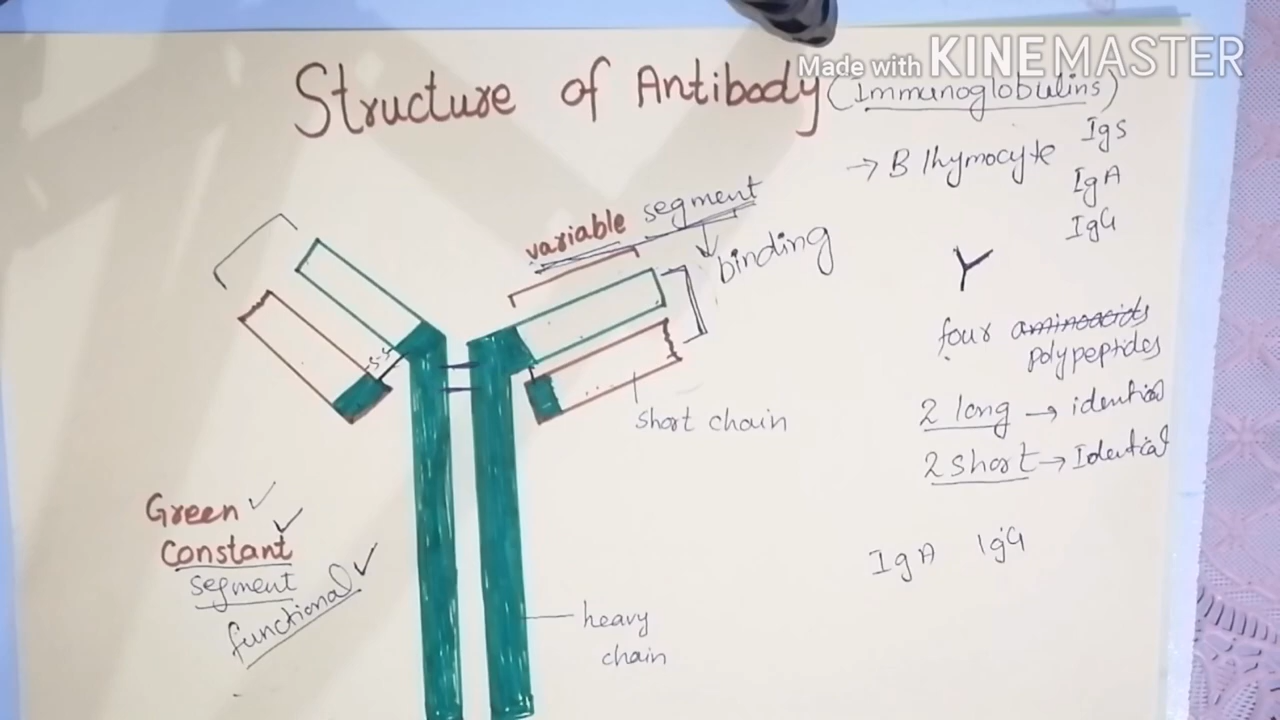 Made with KINEMASTER
Structure of Antibody (Immunoglobulins)
IgS
→ B lhymocyte
IgA
IgG
variable segment
binding
four aminoacids
polypeptides
short chain
2 long → identical
2 short → Identical
S-S
Green ✓
Constant ✓
segment
functional ✓
IgA IgG
heavy
chain